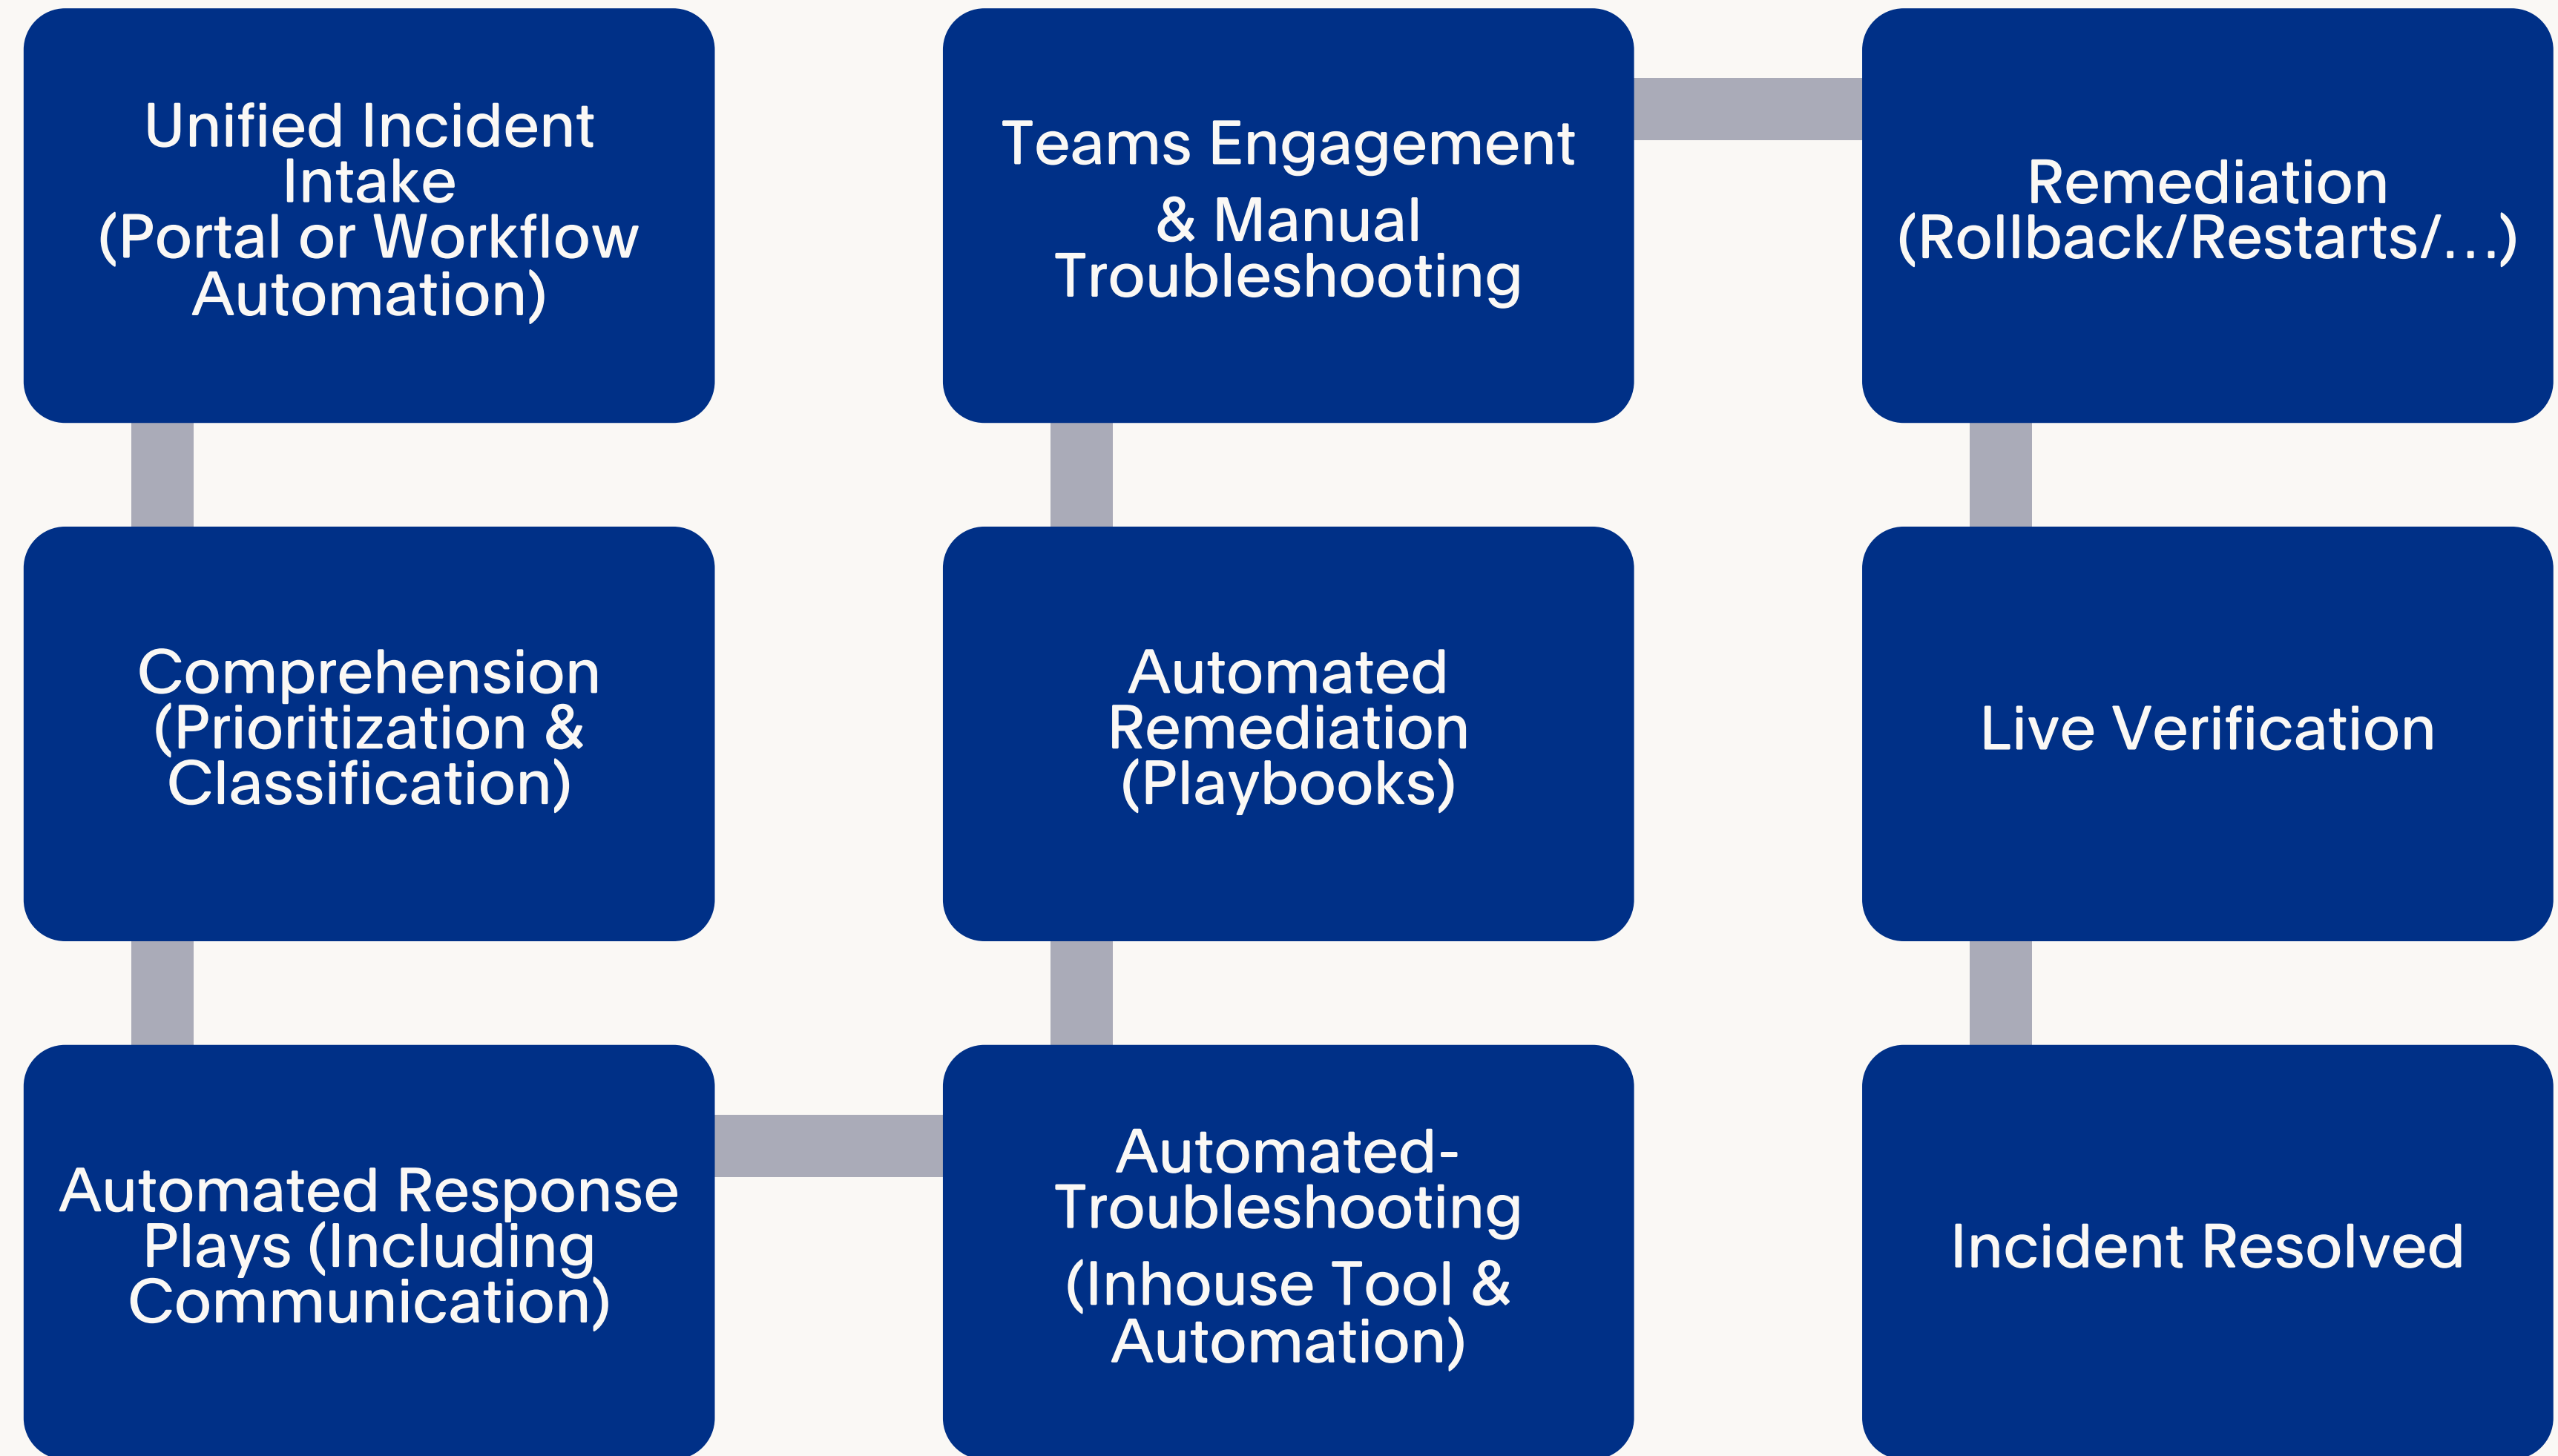 Unified Incident
Intake
(Portal or Workflow
Automation)
Comprehension
(Prioritization &
Classification)
Automated Response
Plays (Including
Communication)
Automated-
Troubleshooting
(Inhouse Tool &
Automation)
Automated
Remediation
(Playbooks)
Teams Engagement
& Manual
Troubleshooting
Remediation
(Rollback/Restarts/...)
Live Verification
Incident Resolved